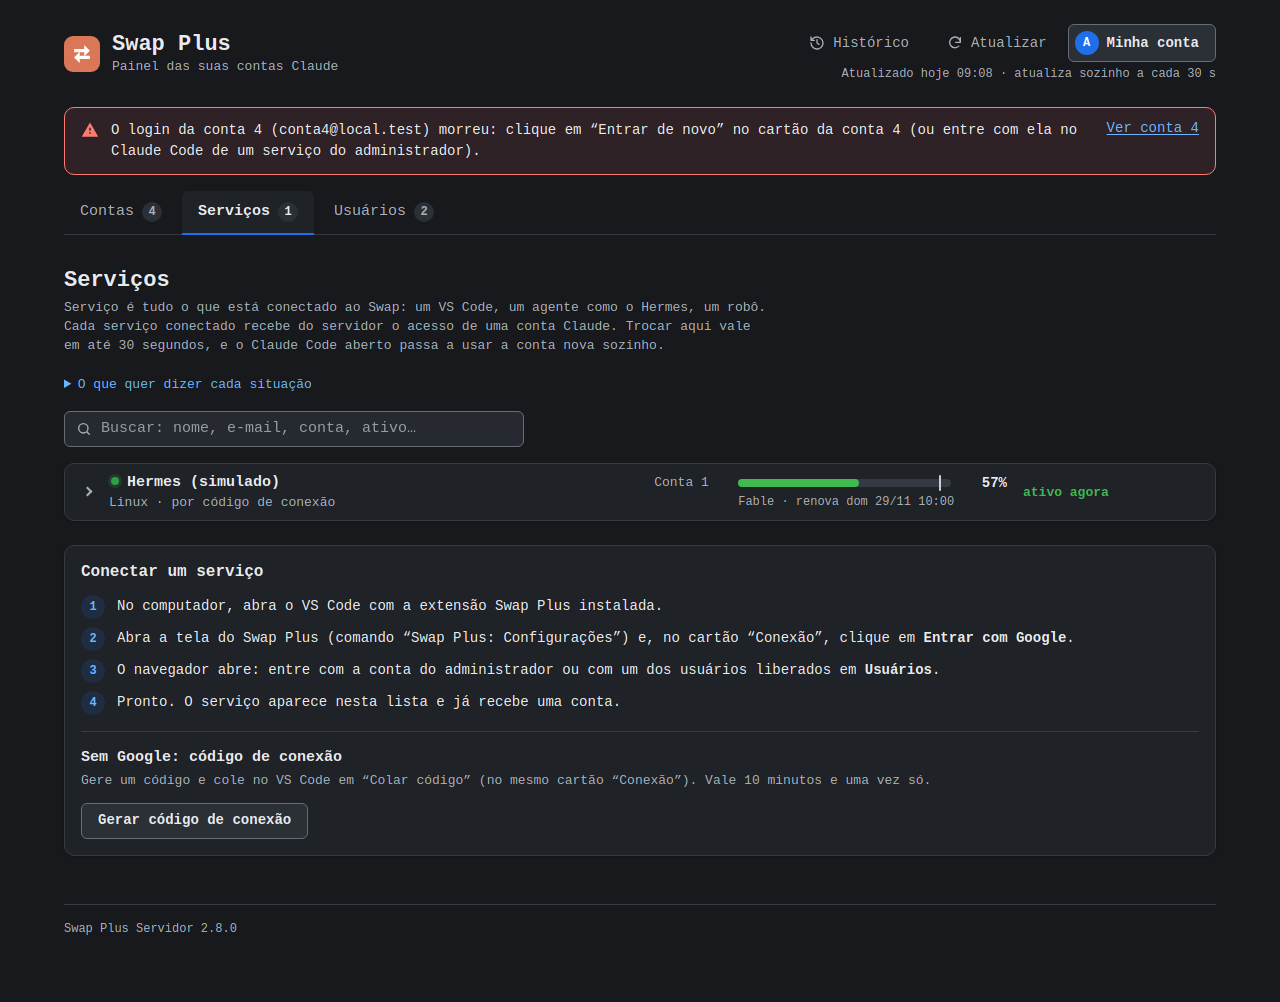 Swap Plus
Painel das suas contas Claude
Histórico
Atualizar
A
Minha conta
Atualizado hoje 09:08 · atualiza sozinho a cada 30 s
O login da conta 4 (conta4@local.test) morreu: clique em “Entrar de novo” no cartão da conta 4 (ou entre com ela no
Claude Code de um serviço do administrador).
Ver conta 4
Contas 4
Serviços 1
Usuários 2
Serviços
Serviço é tudo o que está conectado ao Swap: um VS Code, um agente como o Hermes, um robô.
Cada serviço conectado recebe do servidor o acesso de uma conta Claude. Trocar aqui vale
em até 30 segundos, e o Claude Code aberto passa a usar a conta nova sozinho.
O que quer dizer cada situação
Buscar: nome, e-mail, conta, ativo…
Hermes (simulado)
Linux · por código de conexão
Conta 1
57%
Fable · renova dom 29/11 10:00
ativo agora
Conectar um serviço
1 No computador, abra o VS Code com a extensão Swap Plus instalada.
2 Abra a tela do Swap Plus (comando “Swap Plus: Configurações”) e, no cartão “Conexão”, clique em Entrar com Google.
3 O navegador abre: entre com a conta do administrador ou com um dos usuários liberados em Usuários.
4 Pronto. O serviço aparece nesta lista e já recebe uma conta.
Sem Google: código de conexão
Gere um código e cole no VS Code em “Colar código” (no mesmo cartão “Conexão”). Vale 10 minutos e uma vez só.
Gerar código de conexão
Swap Plus Servidor 2.8.0